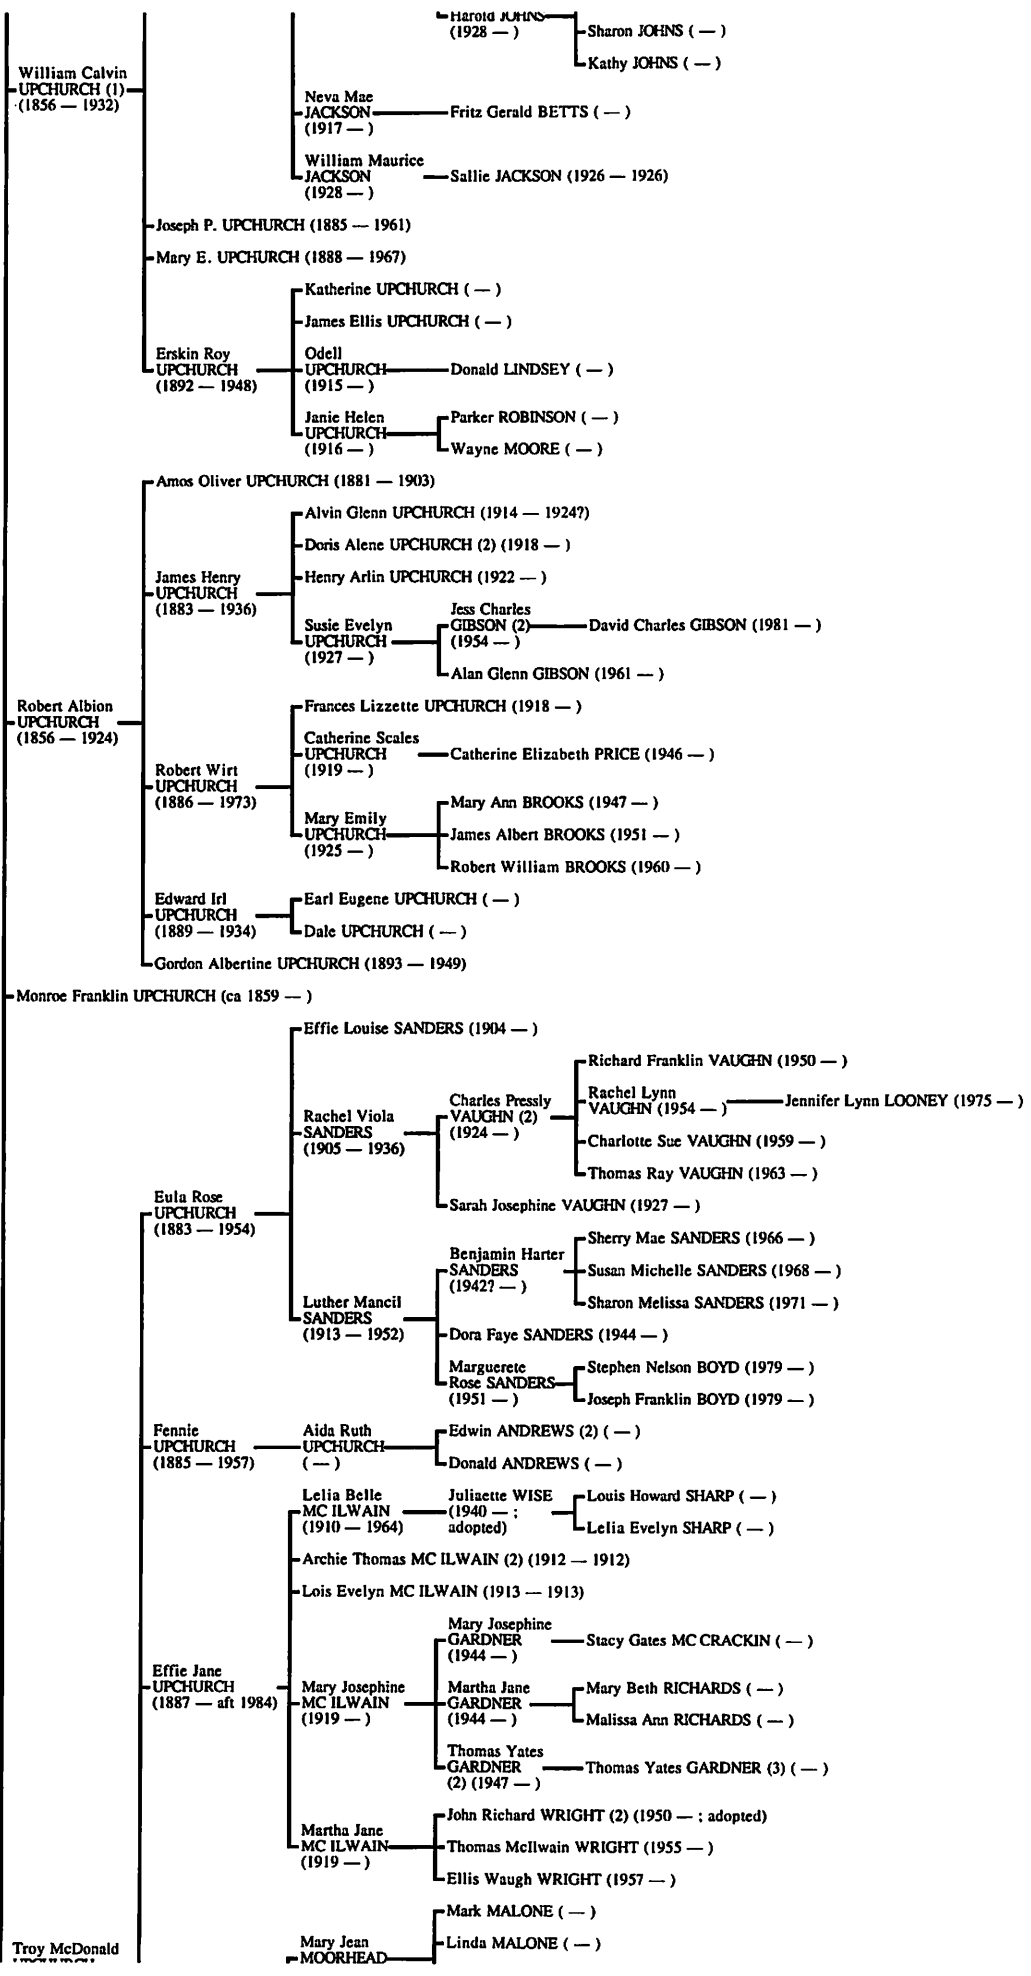 Harold JOHNS
(1928 — )
Sharon JOHNS ( — )
Kathy JOHNS ( — )
William Calvin
UPCHURCH (1)
(1856 — 1932)
Neva Mae
JACKSON
(1917 — )
Fritz Gerald BETTS ( — )
William Maurice
JACKSON
(1928 — )
Sallie JACKSON (1926 — 1926)
Joseph P. UPCHURCH (1885 — 1961)
Mary E. UPCHURCH (1888 — 1967)
Katherine UPCHURCH ( — )
James Ellis UPCHURCH ( — )
Erskin Roy
UPCHURCH
(1892 — 1948)
Odell
UPCHURCH
(1915 — )
Donald LINDSEY ( — )
Janie Helen
UPCHURCH
(1916 — )
Parker ROBINSON ( — )
Wayne MOORE ( — )
Amos Oliver UPCHURCH (1881 — 1903)
Alvin Glenn UPCHURCH (1914 — 1924?)
Doris Alene UPCHURCH (2) (1918 — )
Henry Arlin UPCHURCH (1922 — )
James Henry
UPCHURCH
(1883 — 1936)
Susie Evelyn
UPCHURCH
(1927 — )
Jess Charles
GIBSON (2)
(1954 — )
David Charles GIBSON (1981 — )
Alan Glenn GIBSON (1961 — )
Robert Albion
UPCHURCH
(1856 — 1924)
Frances Lizzette UPCHURCH (1918 — )
Catherine Scales
UPCHURCH
(1919 — )
Catherine Elizabeth PRICE (1946 — )
Robert Wirt
UPCHURCH
(1886 — 1973)
Mary Emily
UPCHURCH
(1925 — )
Mary Ann BROOKS (1947 — )
James Albert BROOKS (1951 — )
Robert William BROOKS (1960 — )
Edward Irl
UPCHURCH
(1889 — 1934)
Earl Eugene UPCHURCH ( — )
Dale UPCHURCH ( — )
Gordon Albertine UPCHURCH (1893 — 1949)
Monroe Franklin UPCHURCH (ca 1859 — )
Effie Louise SANDERS (1904 — )
Richard Franklin VAUGHN (1950 — )
Rachel Viola
SANDERS
(1905 — 1936)
Charles Pressly
VAUGHN (2)
(1924 — )
Rachel Lynn
VAUGHN (1954 — )
Jennifer Lynn LOONEY (1975 — )
Charlotte Sue VAUGHN (1959 — )
Thomas Ray VAUGHN (1963 — )
Sarah Josephine VAUGHN (1927 — )
Eula Rose
UPCHURCH
(1883 — 1954)
Benjamin Harter
SANDERS
(1942? — )
Sherry Mae SANDERS (1966 — )
Susan Michelle SANDERS (1968 — )
Sharon Melissa SANDERS (1971 — )
Luther Mancil
SANDERS
(1913 — 1952)
Dora Faye SANDERS (1944 — )
Marguerete
Rose SANDERS
(1951 — )
Stephen Nelson BOYD (1979 — )
Joseph Franklin BOYD (1979 — )
Fennie
UPCHURCH
(1885 — 1957)
Aida Ruth
UPCHURCH
( — )
Edwin ANDREWS (2) ( — )
Donald ANDREWS ( — )
Lelia Belle
MC ILWAIN
(1910 — 1964)
Juliaette WISE
(1940 — ;
adopted)
Louis Howard SHARP ( — )
Lelia Evelyn SHARP ( — )
Archie Thomas MC ILWAIN (2) (1912 — 1912)
Lois Evelyn MC ILWAIN (1913 — 1913)
Effie Jane
UPCHURCH
(1887 — aft 1984)
Mary Josephine
MC ILWAIN
(1919 — )
Mary Josephine
GARDNER
(1944 — )
Stacy Gates MC CRACKIN ( — )
Martha Jane
GARDNER
(1944 — )
Mary Beth RICHARDS ( — )
Malissa Ann RICHARDS ( — )
Thomas Yates
GARDNER
(2) (1947 — )
Thomas Yates GARDNER (3) ( — )
Martha Jane
MC ILWAIN
(1919 — )
John Richard WRIGHT (2) (1950 — ; adopted)
Thomas McIlwain WRIGHT (1955 — )
Ellis Waugh WRIGHT (1957 — )
Mark MALONE ( — )
Linda MALONE ( — )
Mary Jean
MOORHEAD
Troy McDonald